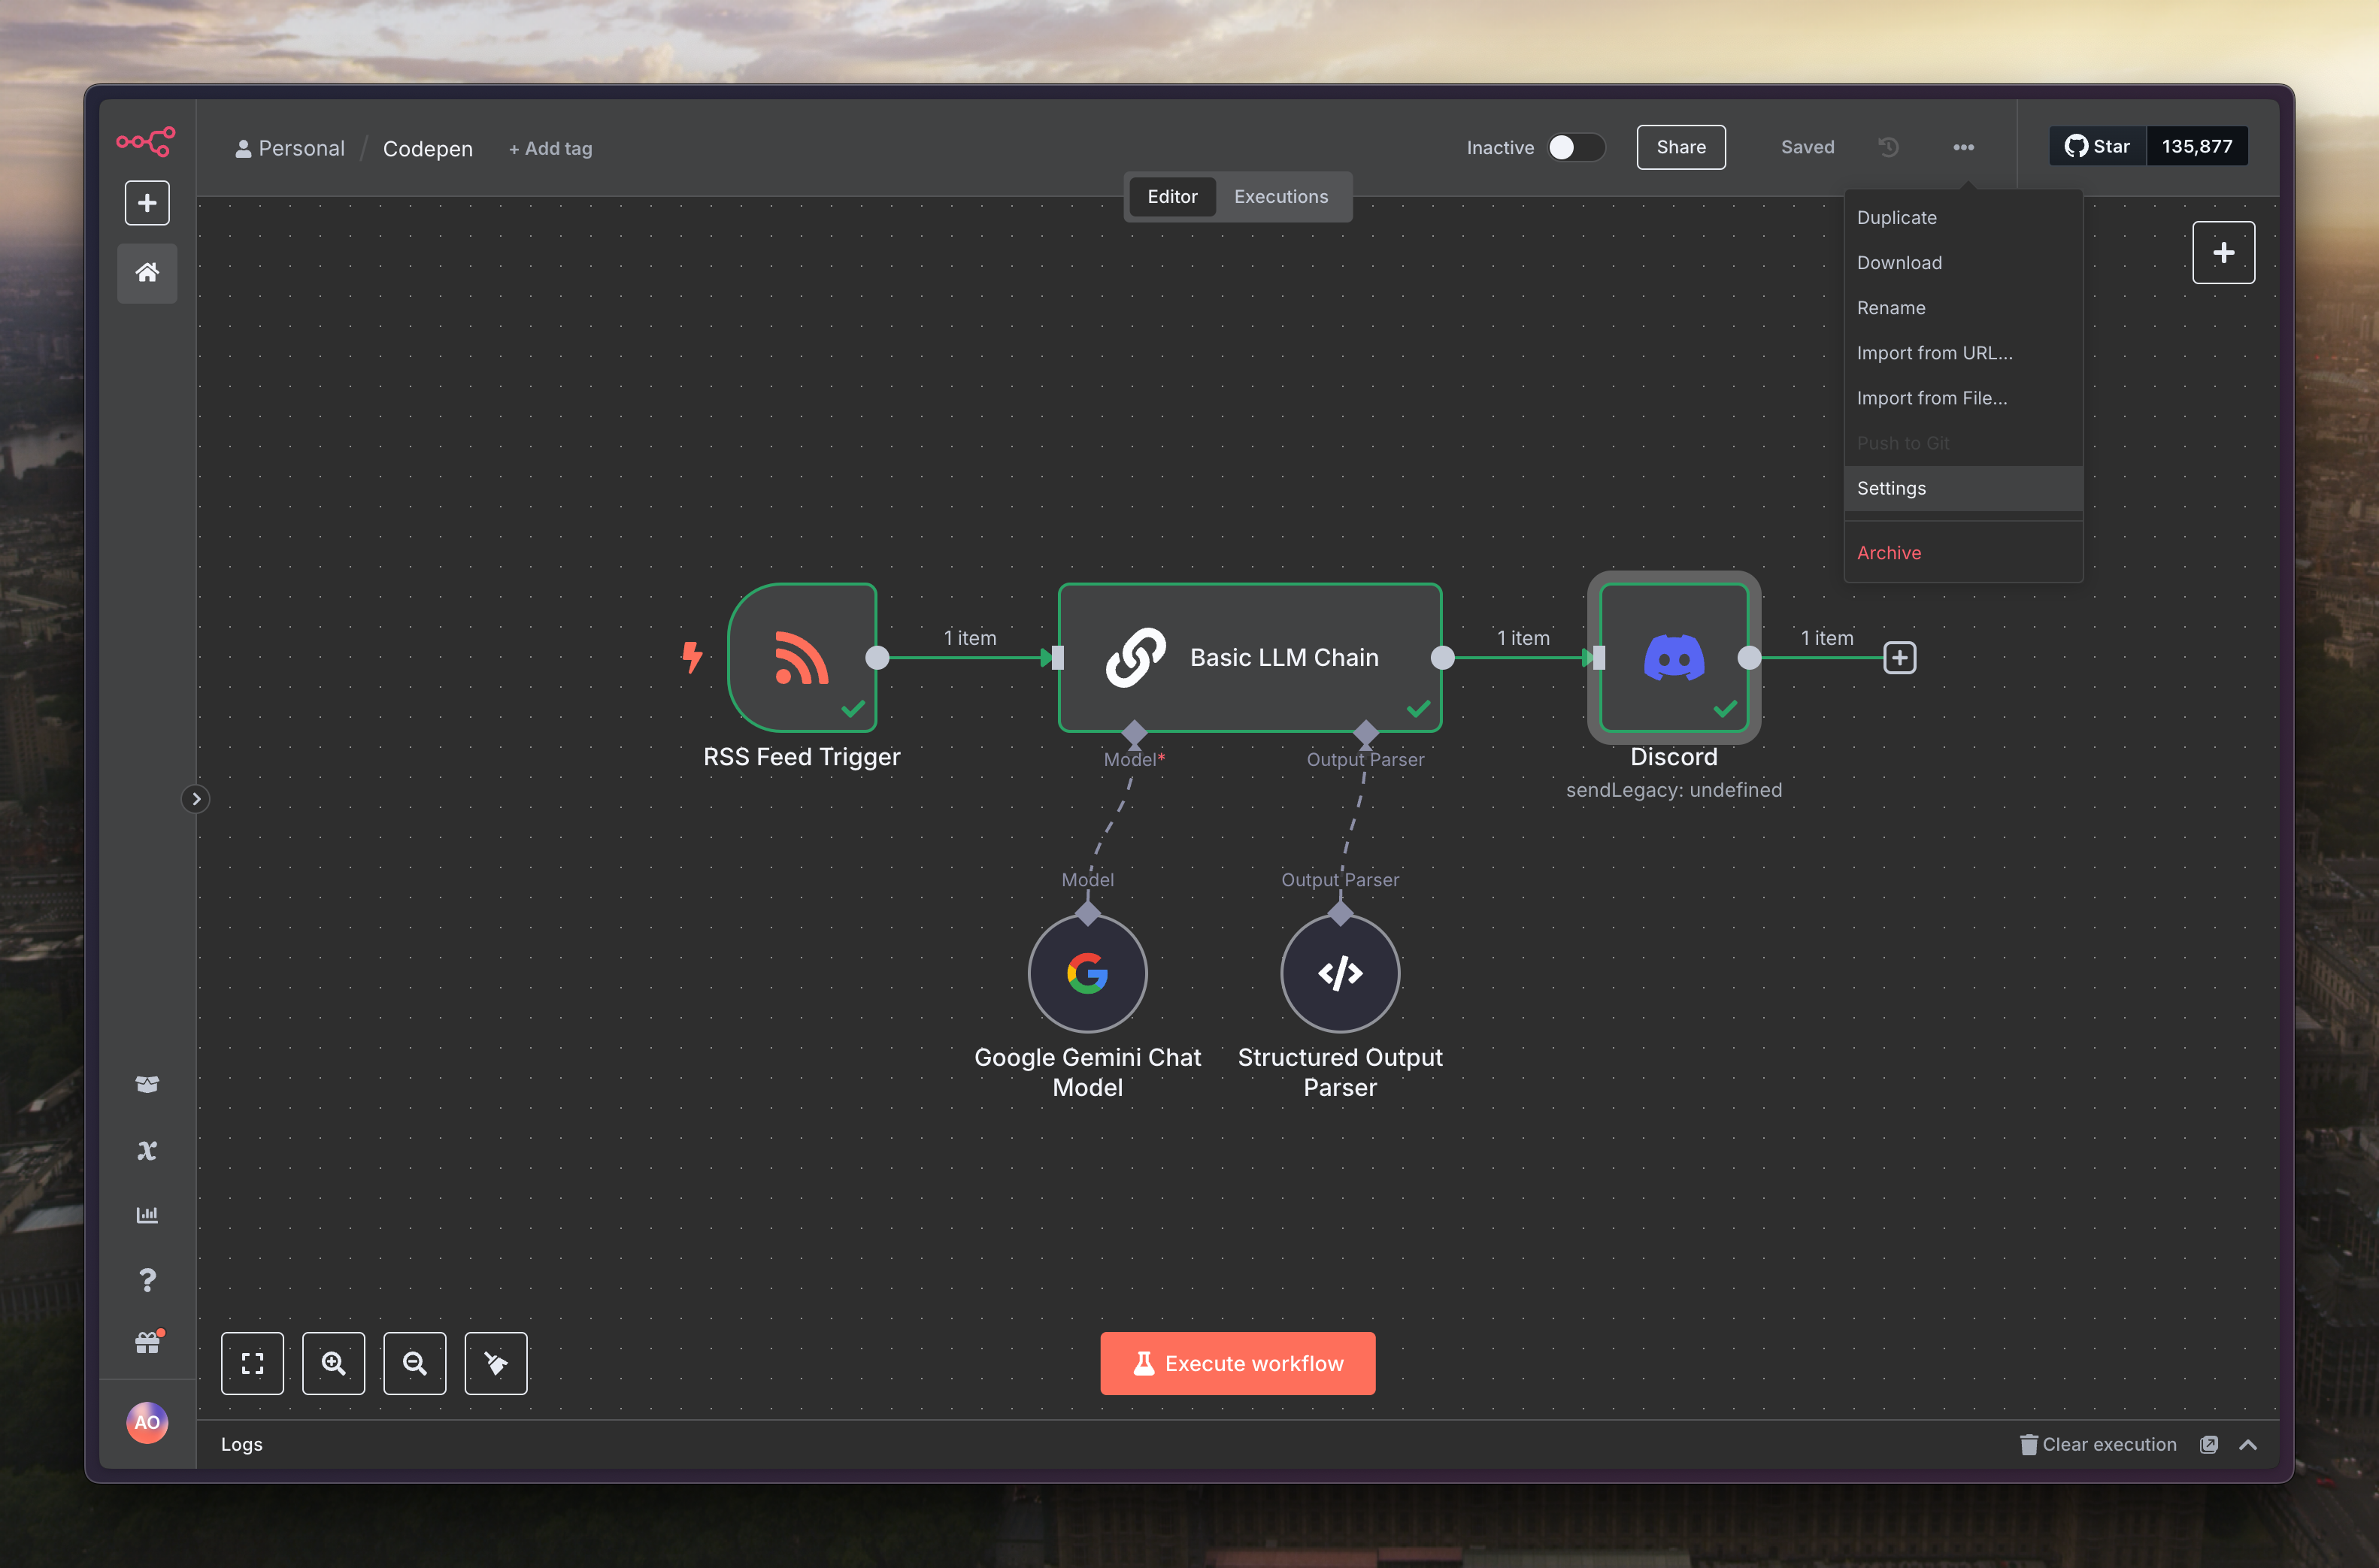 Personal / Codepen + Add tag
Inactive Share Saved ••• Star 135,877
Editor Executions
Duplicate
Download
Rename
Import from URL...
Import from File...
Push to Git
Settings
Archive
1 item 1 item 1 item
Basic LLM Chain
RSS Feed Trigger
Model*
Output Parser
Discord
sendLegacy: undefined
Model
Output Parser
Google Gemini Chat
Model
Structured Output
Parser
Execute workflow
AO
Logs
Clear execution